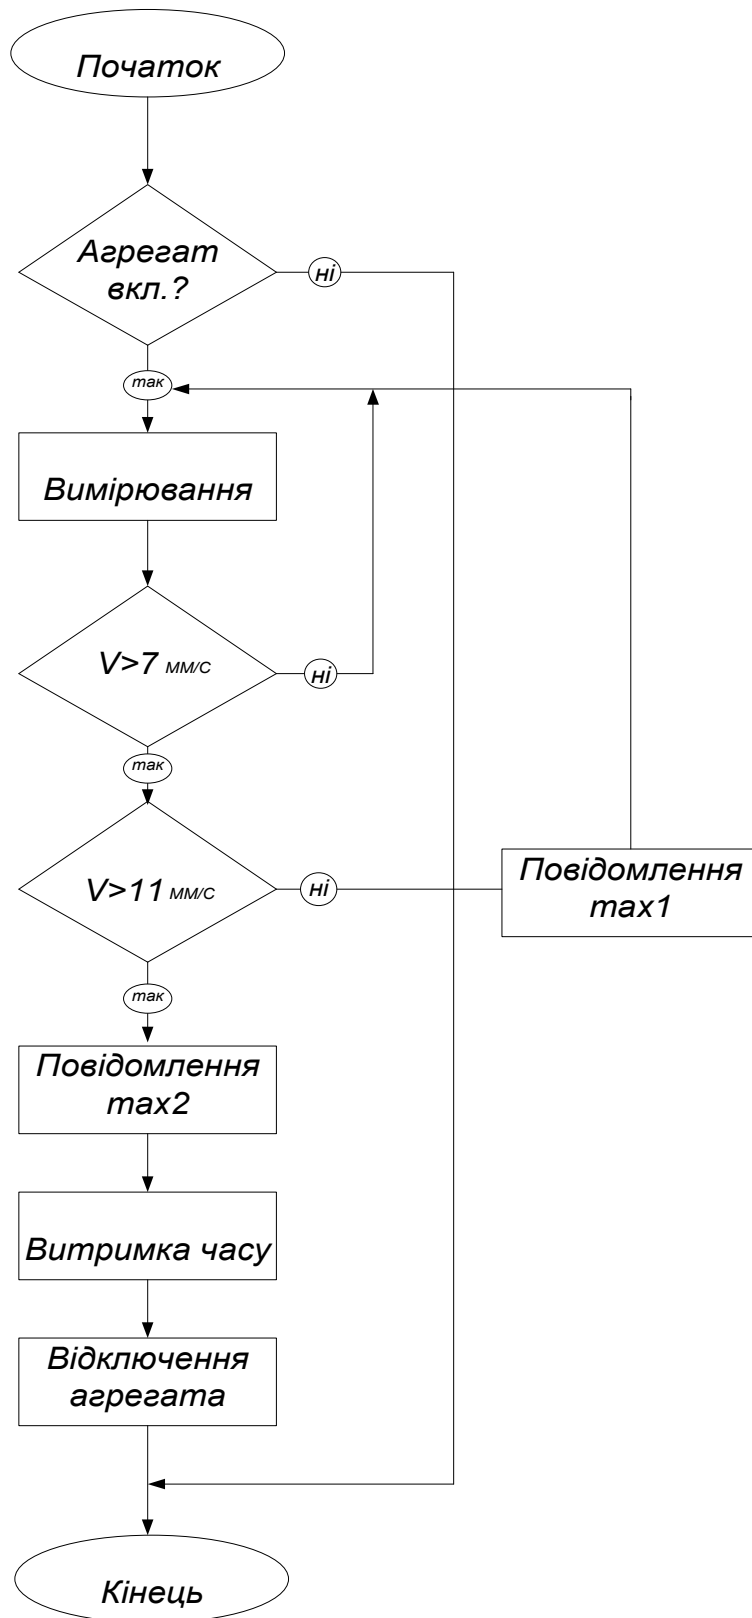 Початок
Агрегат
вкл.?
ні
так
Вимірювання
V>7 мм/с
ні
так
V>11 мм/с
ні
Повідомлення
max1
так
Повідомлення
max2
Витримка часу
Відключення
агрегата
Кінець